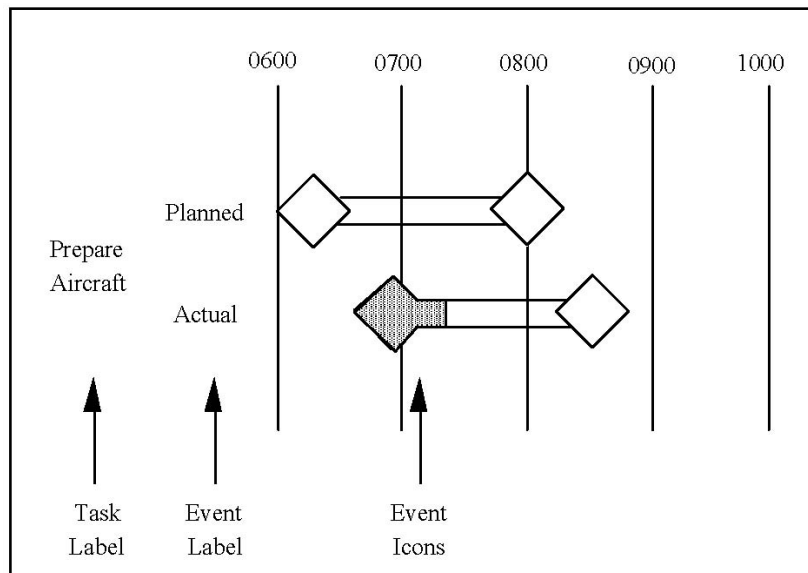 0600 0700 0800 0900 1000
Planned
Prepare
Aircraft
Actual
Task Event Event
Label Label Icons